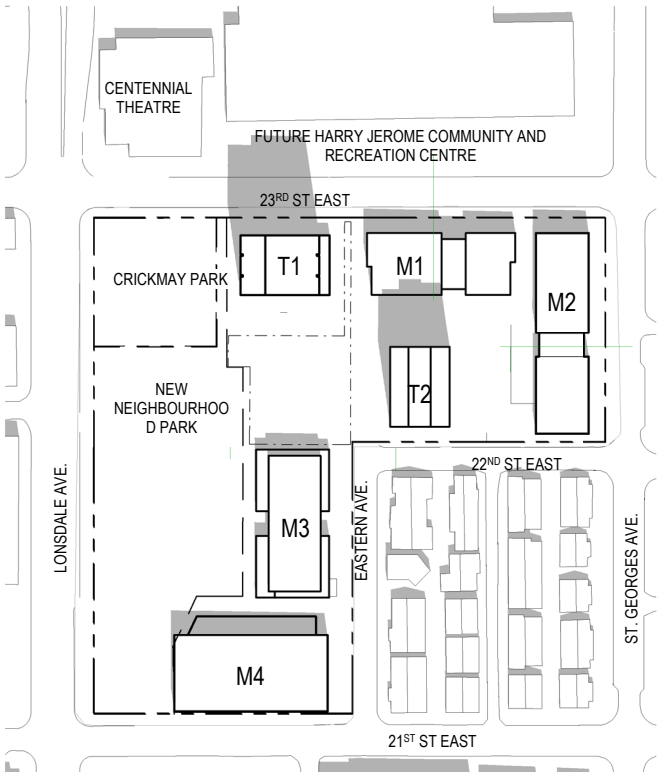 CENTENNIAL
THEATRE
FUTURE HARRY JEROME COMMUNITY AND
RECREATION CENTRE
23RD ST EAST
T1
M1
CRICKMAY PARK
M2
NEW
NEIGHBOURHOO
D PARK
T2
22ND ST EAST
LONSDALE AVE.
M3
EASTERN AVE.
ST. GEORGES AVE.
M4
21ST ST EAST